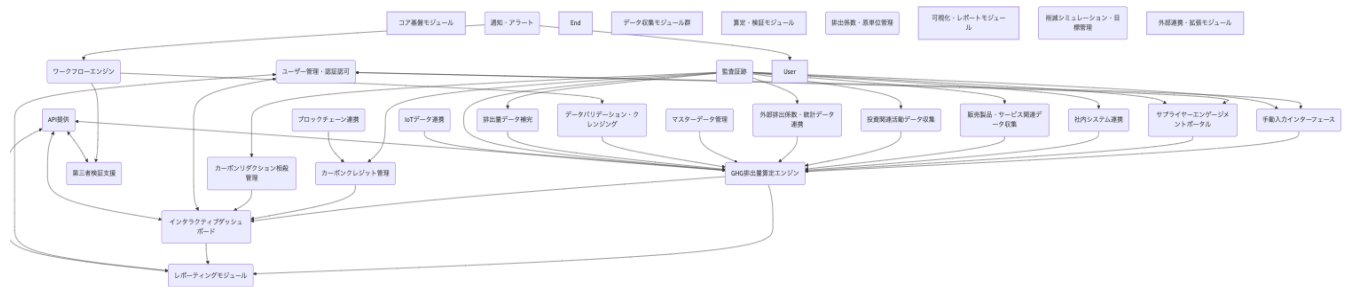 コア基盤モジュール
通知・アラート
End
データ収集モジュール群
算定・検証モジュール
排出係数・原単位管理
可視化・レポートモジュー
ル
削減シミュレーション・目
標管理
外部連携・拡張モジュール
ワークフローエンジン
ユーザー管理・認証認可
監査証跡
User
API提供
ブロックチェーン連携
IoTデータ連携
排出量データ補完
データバリデーション・ク
レンジング
マスターデータ管理
外部排出係数・統計データ
連携
投資関連活動データ収集
販売製品・サービス関連デ
ータ収集
社内システム連携
サプライヤーエンゲージメ
ントポータル
手動入力インターフェース
第三者検証支援
カーボンリダクション相殺
管理
カーボンクレジット管理
GHG排出量算定エンジン
インタラクティブダッシュ
ボード
レポーティングモジュール